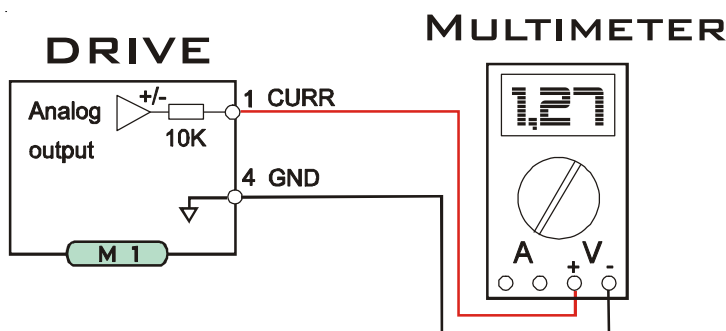 DRIVE
MULTIMETER
Analog
output
+/-
10K
1 CURR
4 GND
M 1
1,27
A V
+ -